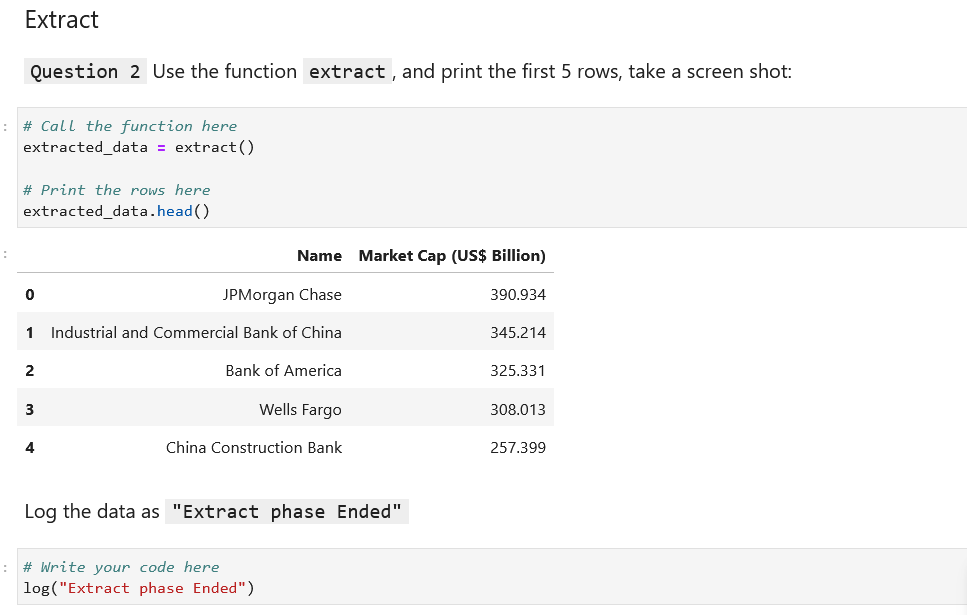 Extract
Question 2 Use the function extract, and print the first 5 rows, take a screen shot:
# Call the function here
extracted_data = extract()
# Print the rows here
extracted_data.head()
Name Market Cap (US$ Billion)
0 JPMorgan Chase 390.934
1 Industrial and Commercial Bank of China 345.214
2 Bank of America 325.331
3 Wells Fargo 308.013
4 China Construction Bank 257.399
Log the data as "Extract phase Ended"
# Write your code here
log("Extract phase Ended")